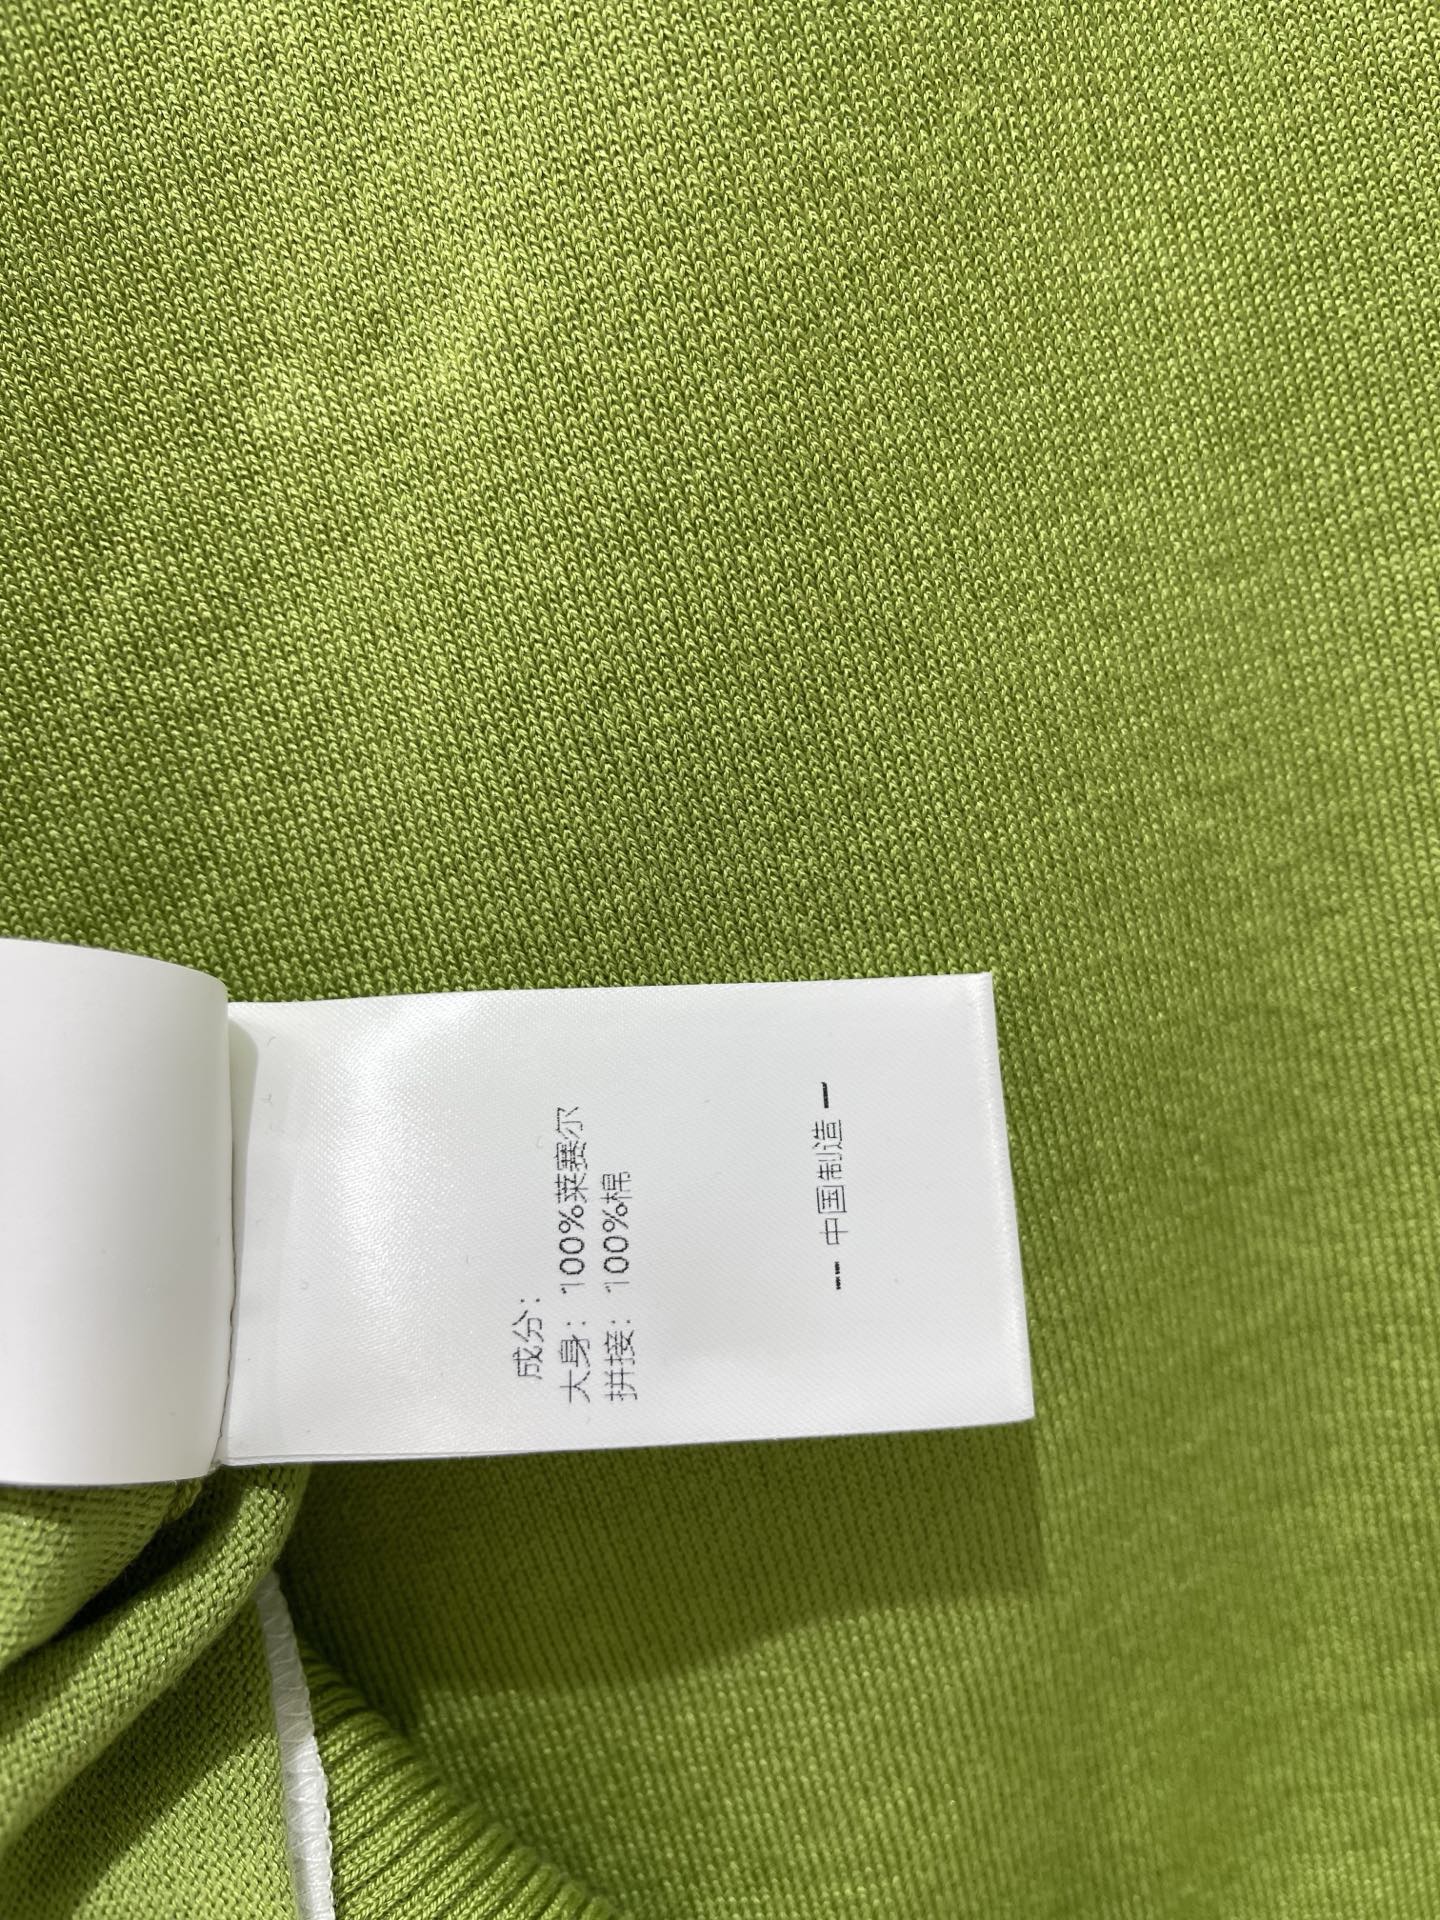 成分：
大身：100%莱赛尔
拼接：100%棉
-- 中国制造 --